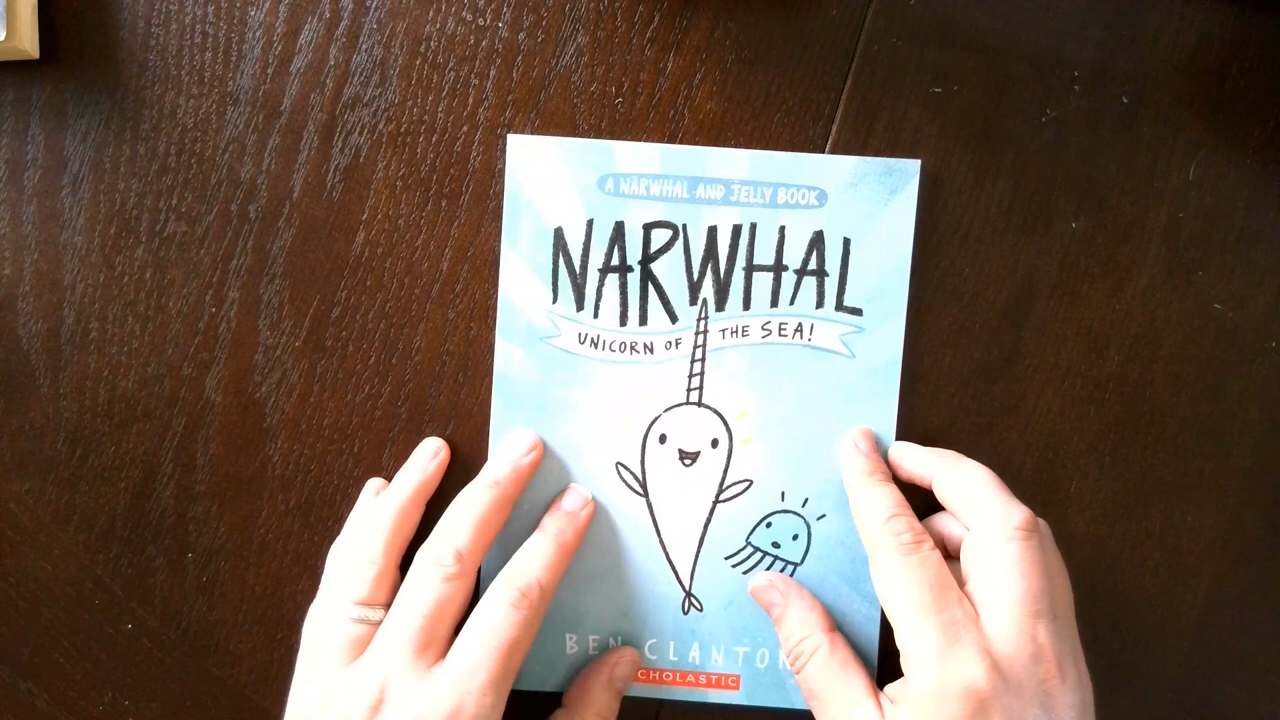 A NARWHAL AND JELLY BOOK
NARWHAL
UNICORN OF THE SEA!
BEN CLANTON
SCHOLASTIC